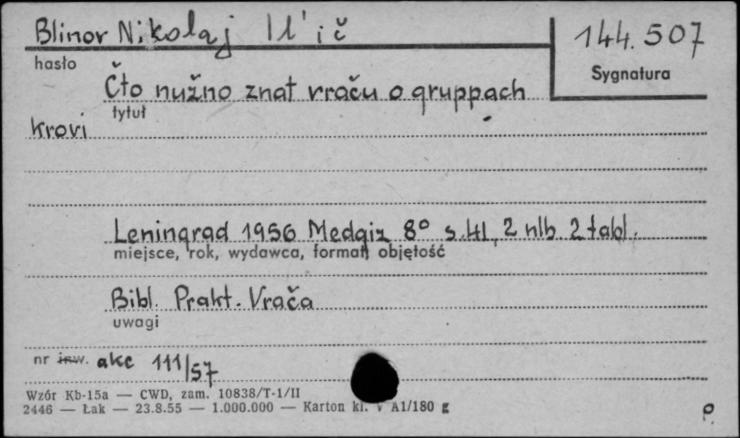 Blinov Nikolaj Il'ič
144.507
hasło
Sygnatura
Čto nužno znat vraču o gruppach
tytuł
krovi
Leningrad 1956 Medgiz 8° s. 41, 2 nlb. 2 tabl.
miejsce, rok, wydawca, format, objętość
Bibl. Prakt. Vrača
uwagi
nr inw. akc 111/57
Wzór Kb-15a — CWD, zam. 10838/T-1/II
2446 — Łak — 23.8.55 — 1.000.000 — Karton kl. V A1/180 g